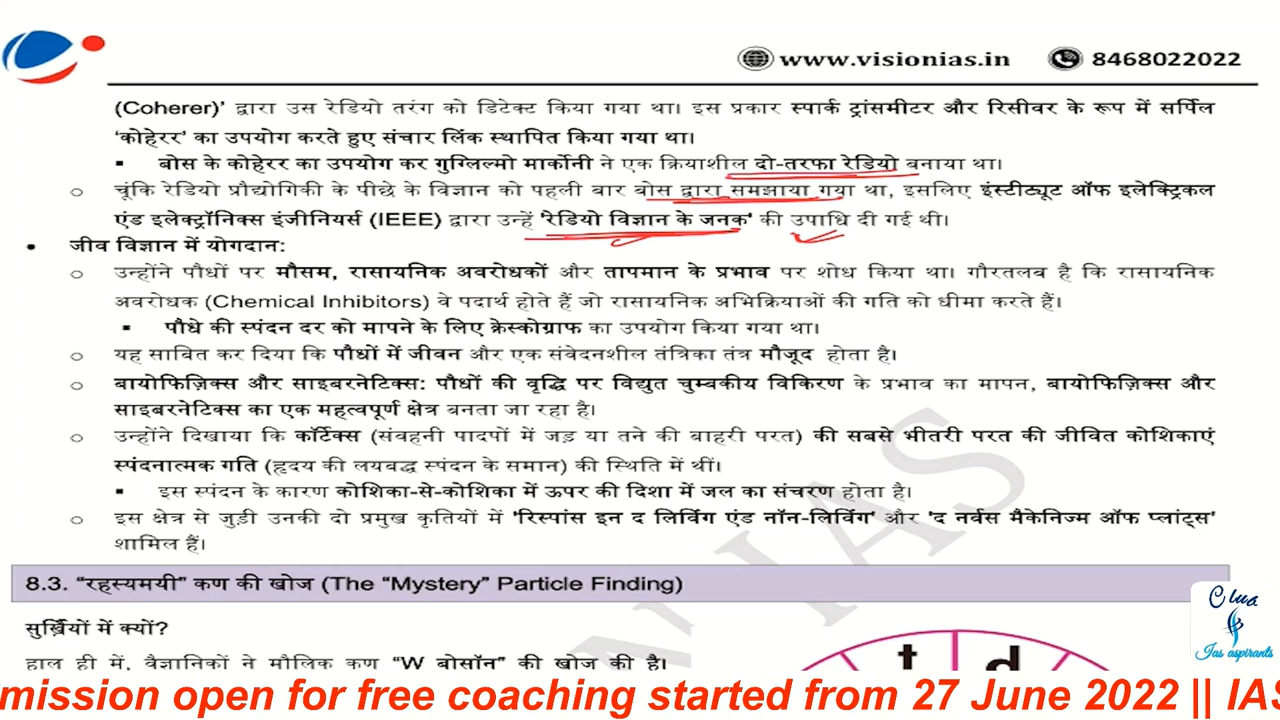 www.visionias.in 8468022022
(Coherer)' द्वारा उस रेडियो तरंग को डिटेक्ट किया गया था। इस प्रकार स्पार्क ट्रांसमीटर और रिसीवर के रूप में सर्पिल
'कोहेरर' का उपयोग करते हुए संचार लिंक स्थापित किया गया था।
▪ बोस के कोहेरर का उपयोग कर गुग्लिल्मो मार्कोनी ने एक क्रियाशील दो-तरफा रेडियो बनाया था।
○ चूंकि रेडियो प्रौद्योगिकी के पीछे के विज्ञान को पहली बार बोस द्वारा समझाया गया था, इसलिए इंस्टीट्यूट ऑफ इलेक्ट्रिकल
एंड इलेक्ट्रॉनिक्स इंजीनियर्स (IEEE) द्वारा उन्हें 'रेडियो विज्ञान के जनक' की उपाधि दी गई थी।
• जीव विज्ञान में योगदान:
○ उन्होंने पौधों पर मौसम, रासायनिक अवरोधकों और तापमान के प्रभाव पर शोध किया था। गौरतलब है कि रासायनिक
अवरोधक (Chemical Inhibitors) वे पदार्थ होते हैं जो रासायनिक अभिक्रियाओं की गति को धीमा करते हैं।
▪ पौधे की स्पंदन दर को मापने के लिए क्रेस्कोग्राफ का उपयोग किया गया था।
○ यह साबित कर दिया कि पौधों में जीवन और एक संवेदनशील तंत्रिका तंत्र मौजूद होता है।
○ बायोफिज़िक्स और साइबरनेटिक्स: पौधों की वृद्धि पर विद्युत चुम्बकीय विकिरण के प्रभाव का मापन, बायोफिज़िक्स और
साइबरनेटिक्स का एक महत्वपूर्ण क्षेत्र बनता जा रहा है।
○ उन्होंने दिखाया कि कॉर्टेक्स (संवहनी पादपों में जड़ या तने की बाहरी परत) की सबसे भीतरी परत की जीवित कोशिकाएं
स्पंदनात्मक गति (हृदय की लयबद्ध स्पंदन के समान) की स्थिति में थीं।
▪ इस स्पंदन के कारण कोशिका-से-कोशिका में ऊपर की दिशा में जल का संचरण होता है।
○ इस क्षेत्र से जुड़ी उनकी दो प्रमुख कृतियों में 'रिस्पांस इन द लिविंग एंड नॉन-लिविंग' और 'द नर्वस मैकेनिज्म ऑफ प्लांट्स'
शामिल हैं।
8.3. "रहस्यमयी" कण की खोज (The "Mystery" Particle Finding)
सुर्ख़ियों में क्यों?
हाल ही में, वैज्ञानिकों ने मौलिक कण "W बोसॉन" की खोज की है।
t d
Clue
Ias aspirants
mission open for free coaching started from 27 June 2022 || IAS